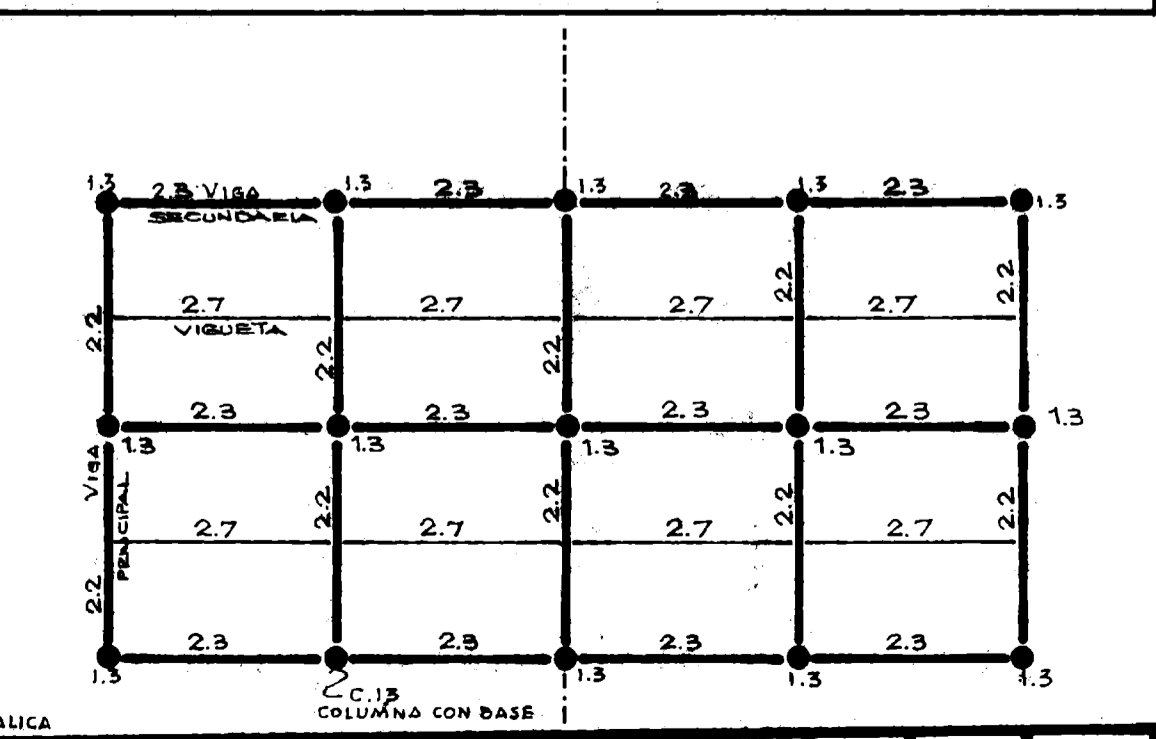 1.3 1.3 1.3 1.3
2.3 VIGA 2.3 2.3 2.3 1.3
SECUNDARIA
2.2 2.2
2.7 2.7 2.7 2.7
VIGUETA
2.2 2.2 2.2
2.3 2.3 2.3 2.3 1.3
1.3 1.3 1.3 1.3
VIGA
PRINCIPAL
2.2 2.2 2.2 2.2
2.7 2.7 2.7 2.7
2.2
2.3 2.3 2.3 2.3
1.3 1.3 1.3 1.3
C.13
COLUMNA CON BASE
ALICA